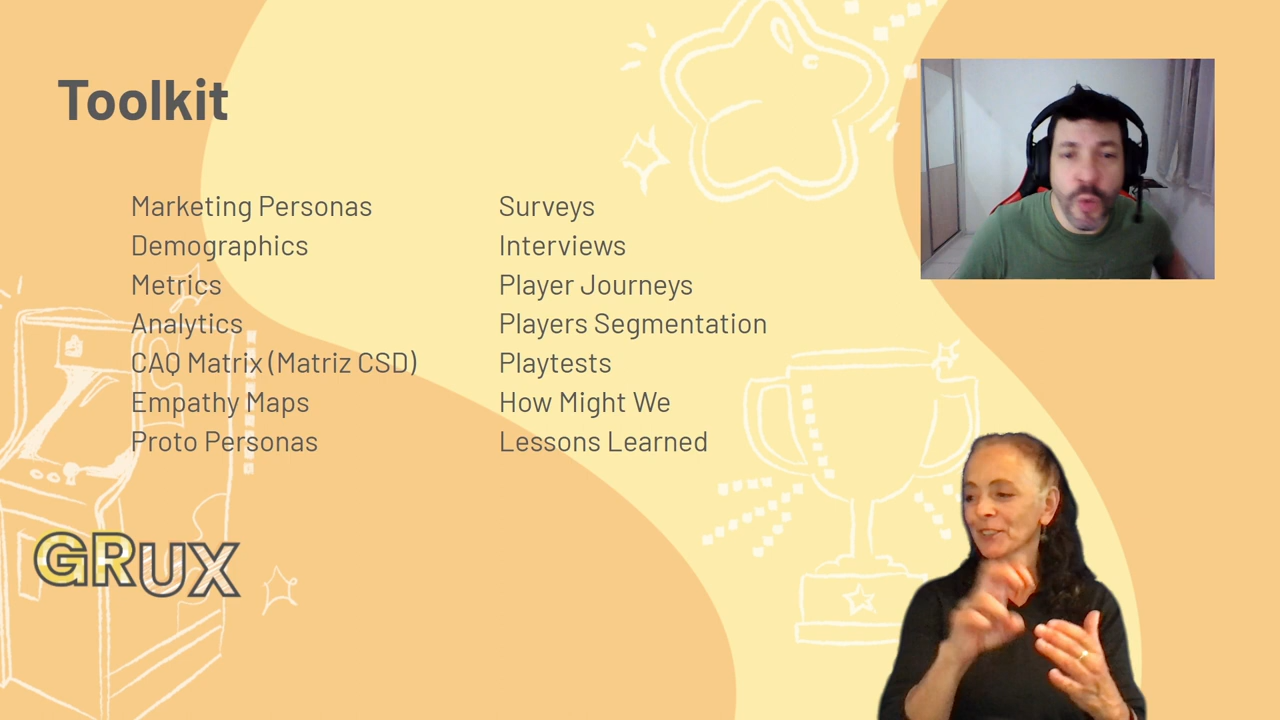 Toolkit
Marketing Personas
Demographics
Metrics
Analytics
CAQ Matrix (Matriz CSD)
Empathy Maps
Proto Personas
Surveys
Interviews
Player Journeys
Players Segmentation
Playtests
How Might We
Lessons Learned
GRUX